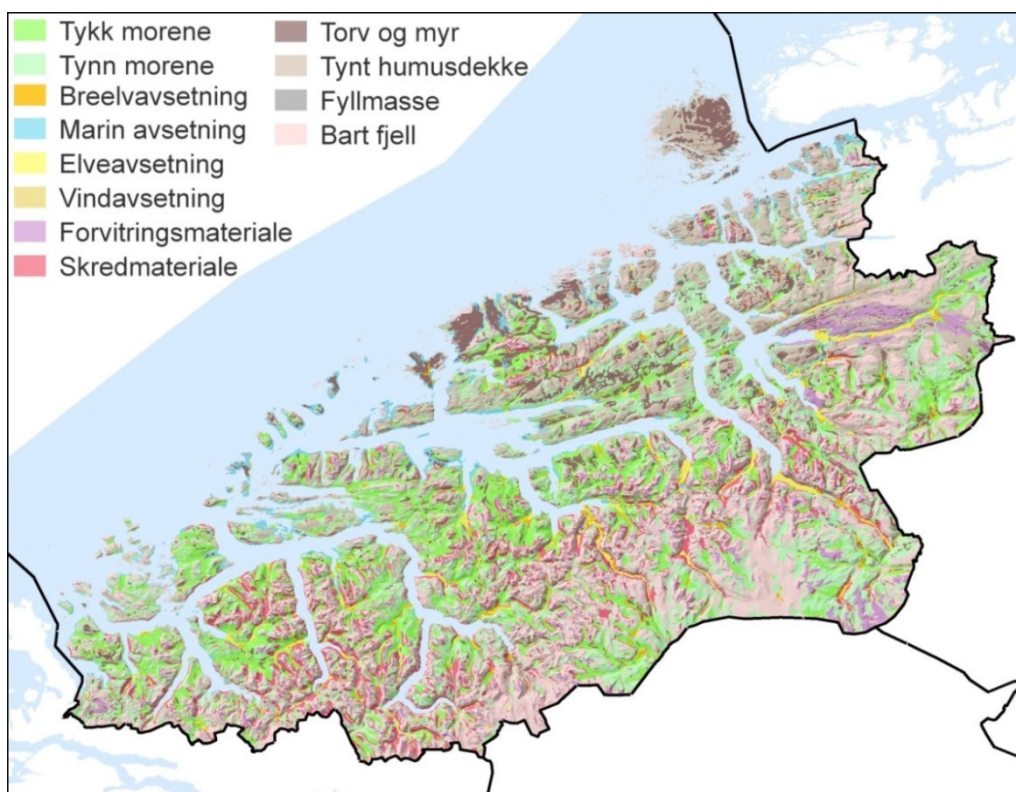 Tykk morene
Tynn morene
Breelvavsetning
Marin avsetning
Elveavsetning
Vindavsetning
Forvitringsmateriale
Skredmateriale
Torv og myr
Tynt humusdekke
Fyllmasse
Bart fjell